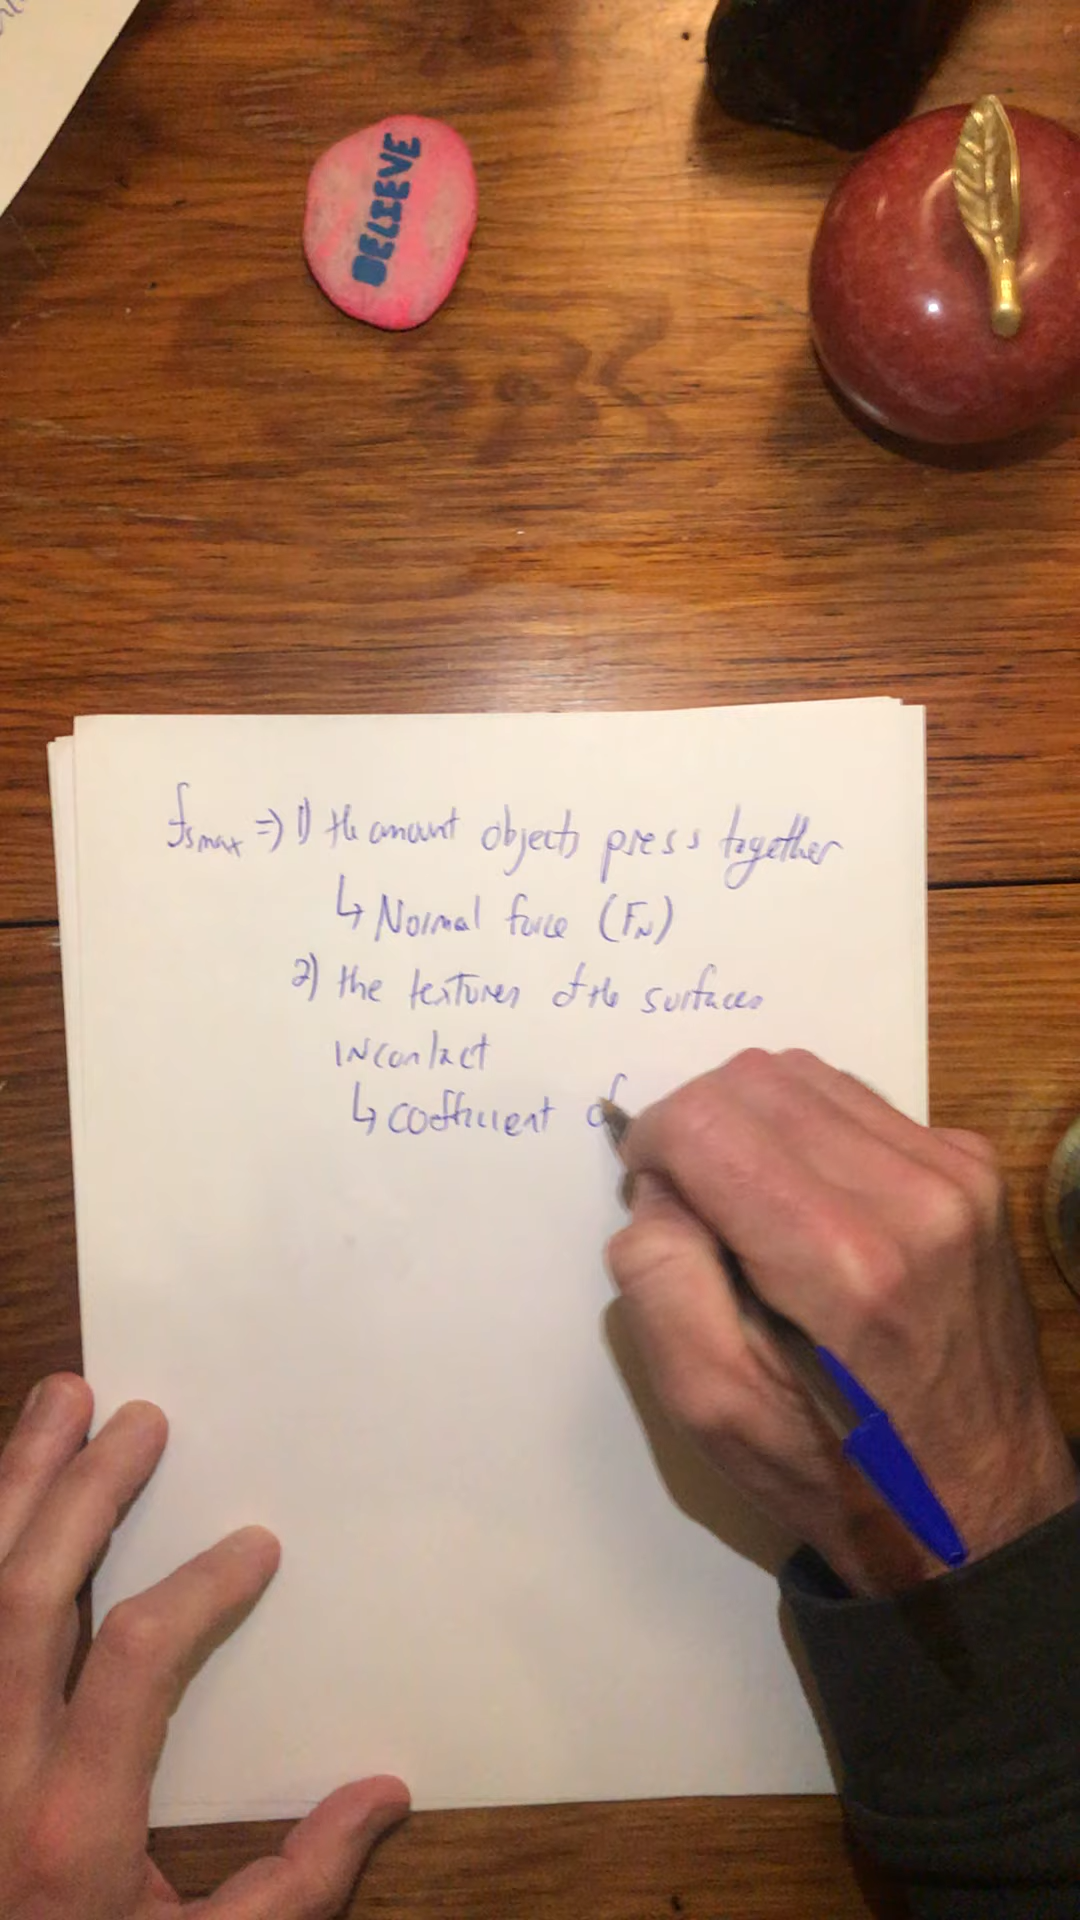 BELIEVE
fsmax => 1) the amount objects press together
↳ Normal force (FN)
2) the textures of the surfaces
in contact
↳ coefficient of